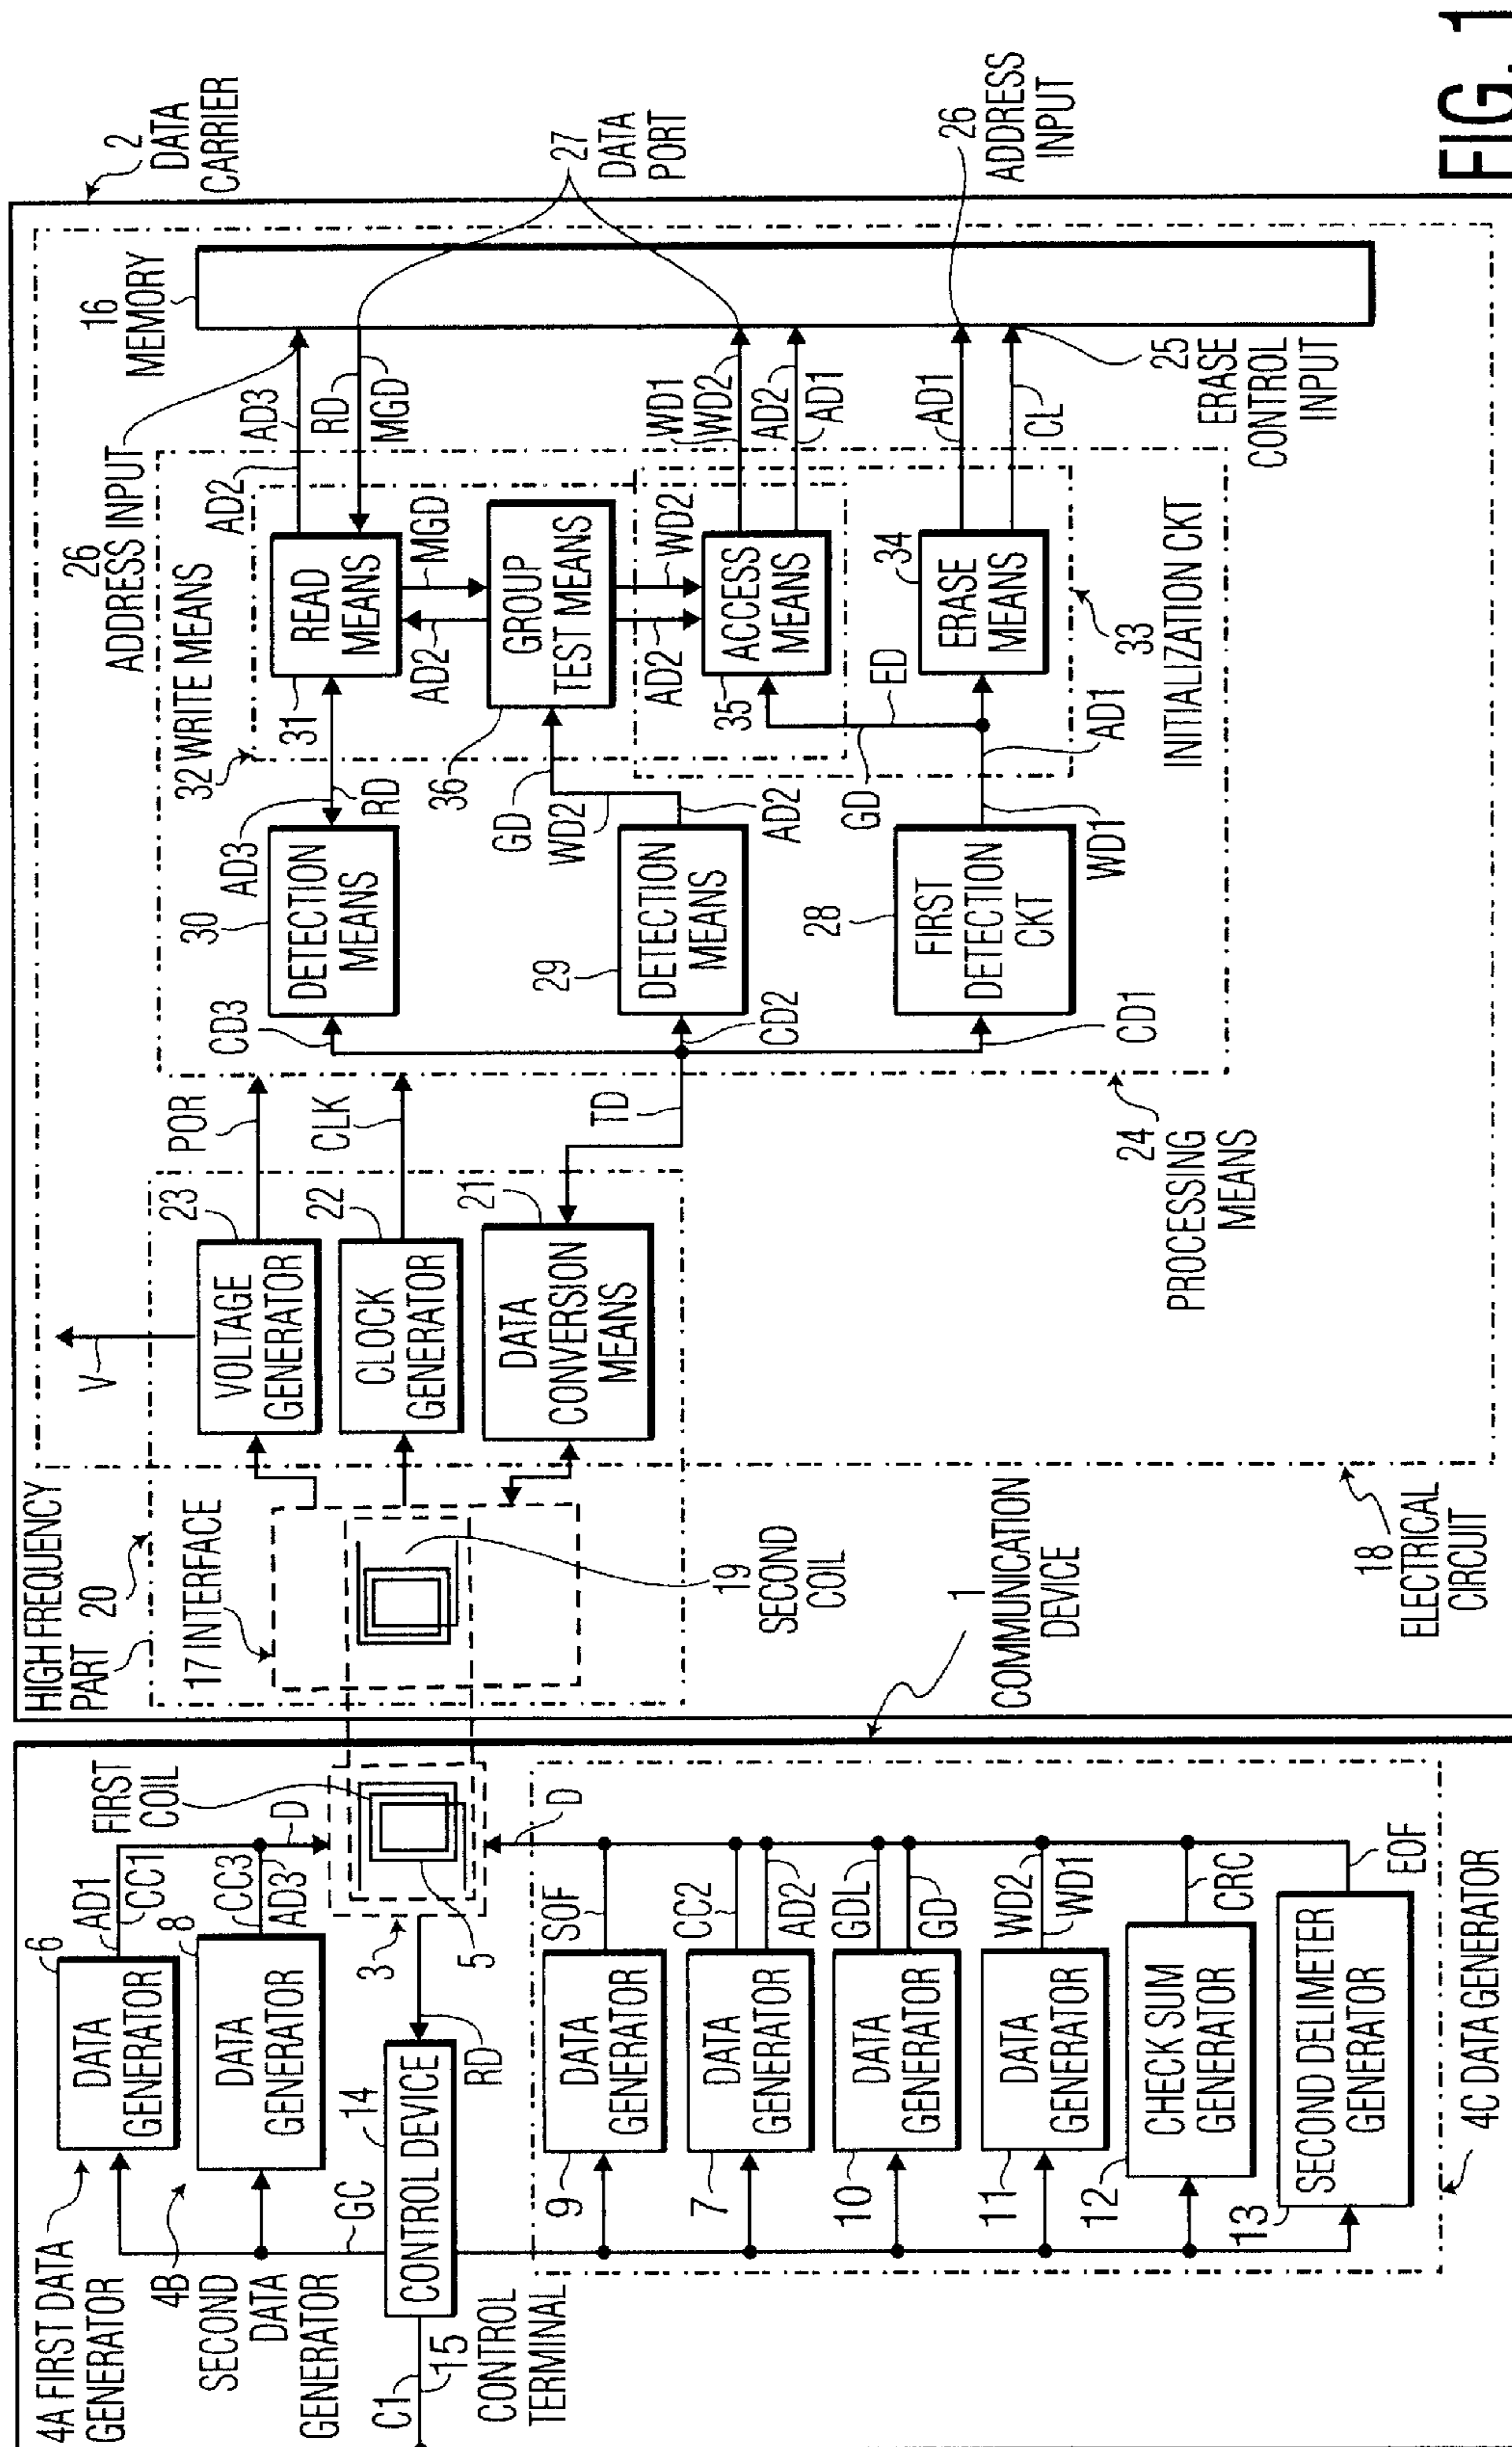 4A FIRST DATA
GENERATOR
4B
SECOND
DATA
GENERATOR
6
DATA
GENERATOR
AD1
CC1
8
DATA
GENERATOR
CC3
AD3
D
FIRST
COIL
3
5
C1
15
CONTROL
TERMINAL
GC
14
CONTROL DEVICE
RD
9
DATA
GENERATOR
SOF
D
7
DATA
GENERATOR
CC2
AD2
10
DATA
GENERATOR
GDL
GD
11
DATA
GENERATOR
WD2
WD1
12
CHECK SUM
GENERATOR
CRC
13
SECOND DELIMETER
GENERATOR
EOF
4C DATA GENERATOR
1
COMMUNICATION
DEVICE
HIGH FREQUENCY
PART 20
17 INTERFACE
19
SECOND
COIL
18
ELECTRICAL
CIRCUIT
V
23
VOLTAGE
GENERATOR
POR
22
CLOCK
GENERATOR
CLK
21
DATA
CONVERSION
MEANS
TD
24
PROCESSING
MEANS
CD3
30
DETECTION
MEANS
AD3
RD
CD2
29
DETECTION
MEANS
GD
WD2
AD2
CD1
28
FIRST
DETECTION
CKT
GD
ED
WD1
AD1
32 WRITE MEANS
31
READ
MEANS
AD2
MGD
36
GROUP
TEST MEANS
AD2
WD2
35
ACCESS
MEANS
34
ERASE
MEANS
33
INITIALIZATION CKT
26
ADDRESS INPUT
AD2
AD3
RD
MGD
WD1
WD2
AD2
AD1
AD1
CL
16
MEMORY
25
ERASE
CONTROL
INPUT
2
DATA
CARRIER
27
DATA
PORT
26
ADDRESS
INPUT
FIG. 1